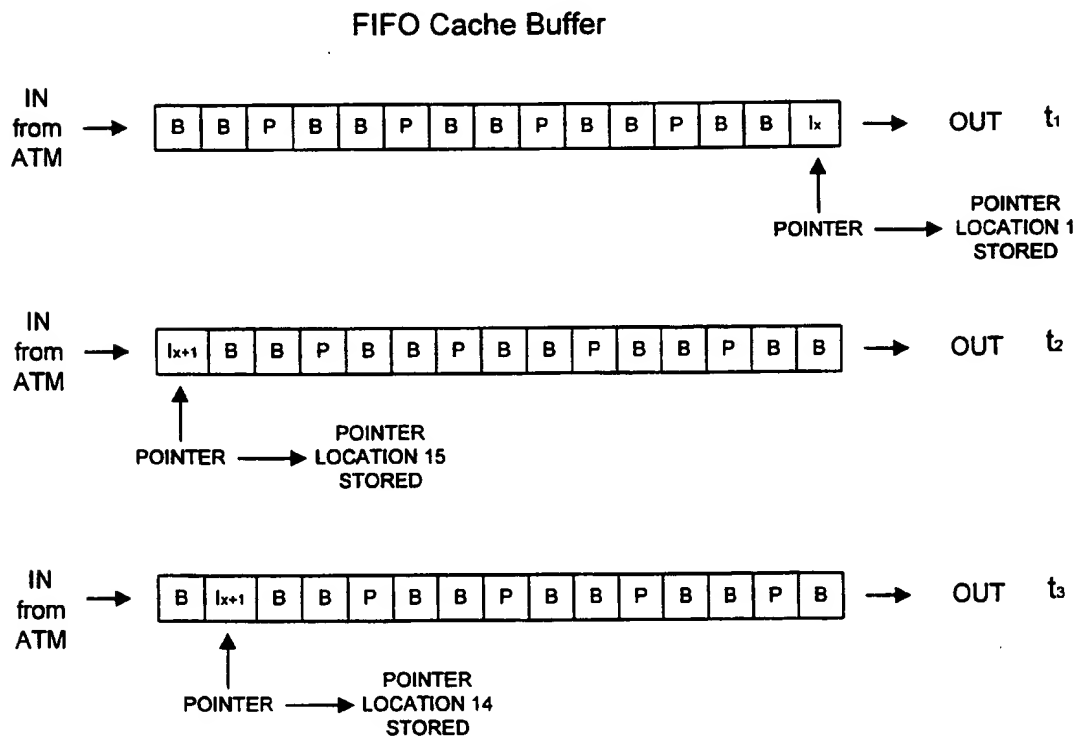 FIFO Cache Buffer
IN
from
ATM
B B P B B P B B P B B P B B Ix
OUT t1
POINTER
POINTER
LOCATION 1
STORED
IN
from
ATM
Ix+1 B B P B B P B B P B B P B B
OUT t2
POINTER
POINTER
LOCATION 15
STORED
IN
from
ATM
B Ix+1 B B P B B P B B P B B P B
OUT t3
POINTER
POINTER
LOCATION 14
STORED